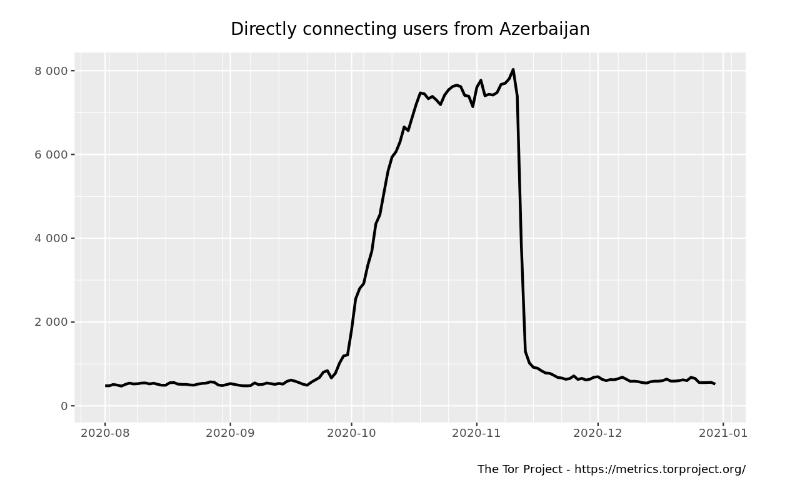 Directly connecting users from Azerbaijan
8 000
6 000
4 000
2 000
0
2020-08 2020-09 2020-10 2020-11 2020-12 2021-01
The Tor Project - https://metrics.torproject.org/